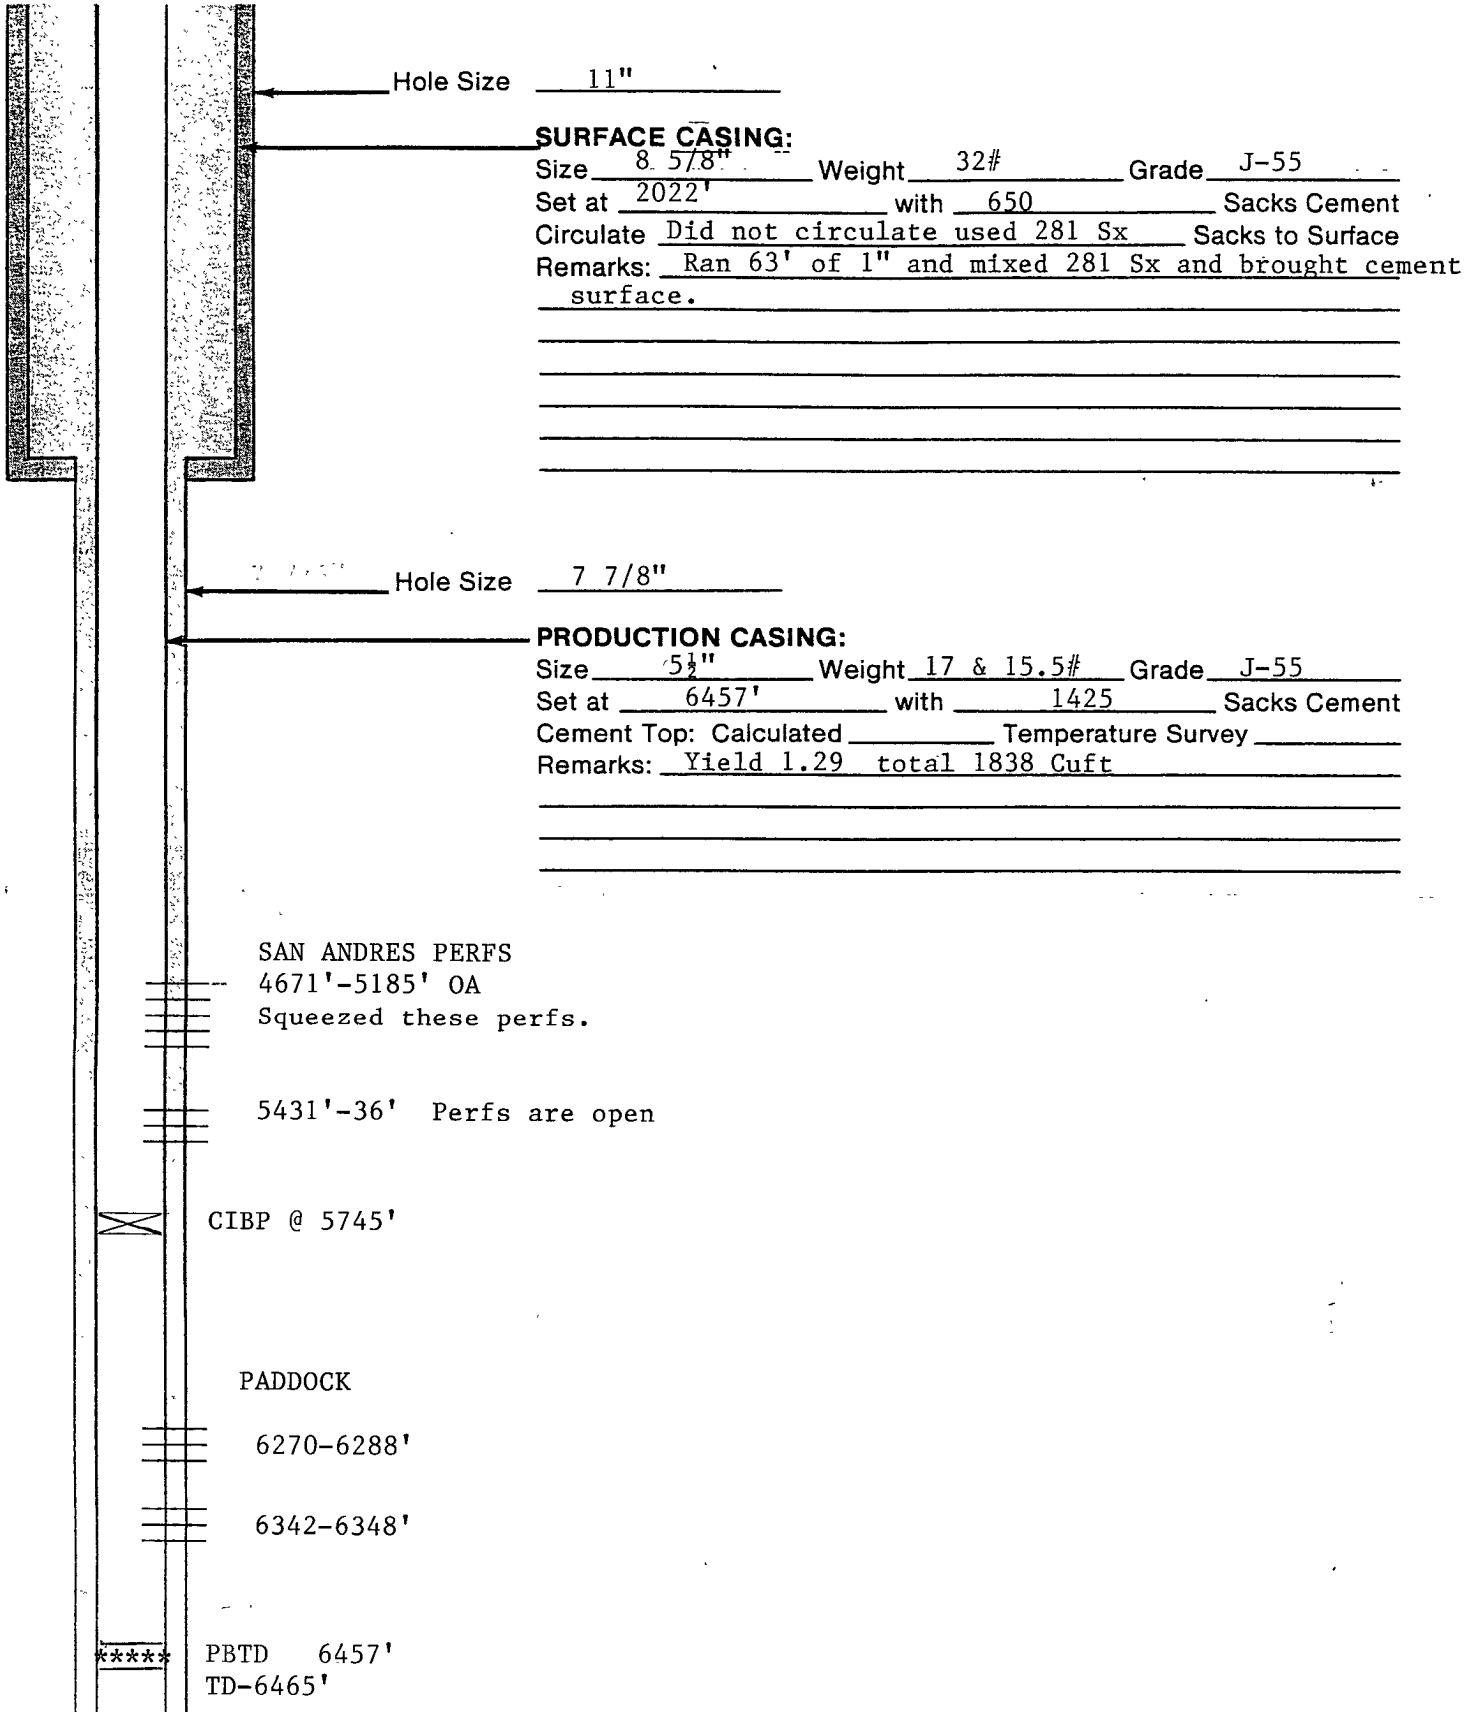 Hole Size 11"
SURFACE CASING:
Size 8 5/8" Weight 32# Grade J-55
Set at 2022' with 650 Sacks Cement
Circulate Did not circulate used 281 Sx Sacks to Surface
Remarks: Ran 63' of 1" and mixed 281 Sx and brought cement
surface.
Hole Size 7 7/8"
PRODUCTION CASING:
Size 5½" Weight 17 & 15.5# Grade J-55
Set at 6457' with 1425 Sacks Cement
Cement Top: Calculated Temperature Survey
Remarks: Yield 1.29 total 1838 Cuft
SAN ANDRES PERFS
4671'-5185' OA
Squeezed these perfs.
5431'-36' Perfs are open
CIBP @ 5745'
PADDOCK
6270-6288'
6342-6348'
***** PBTD 6457'
TD-6465'